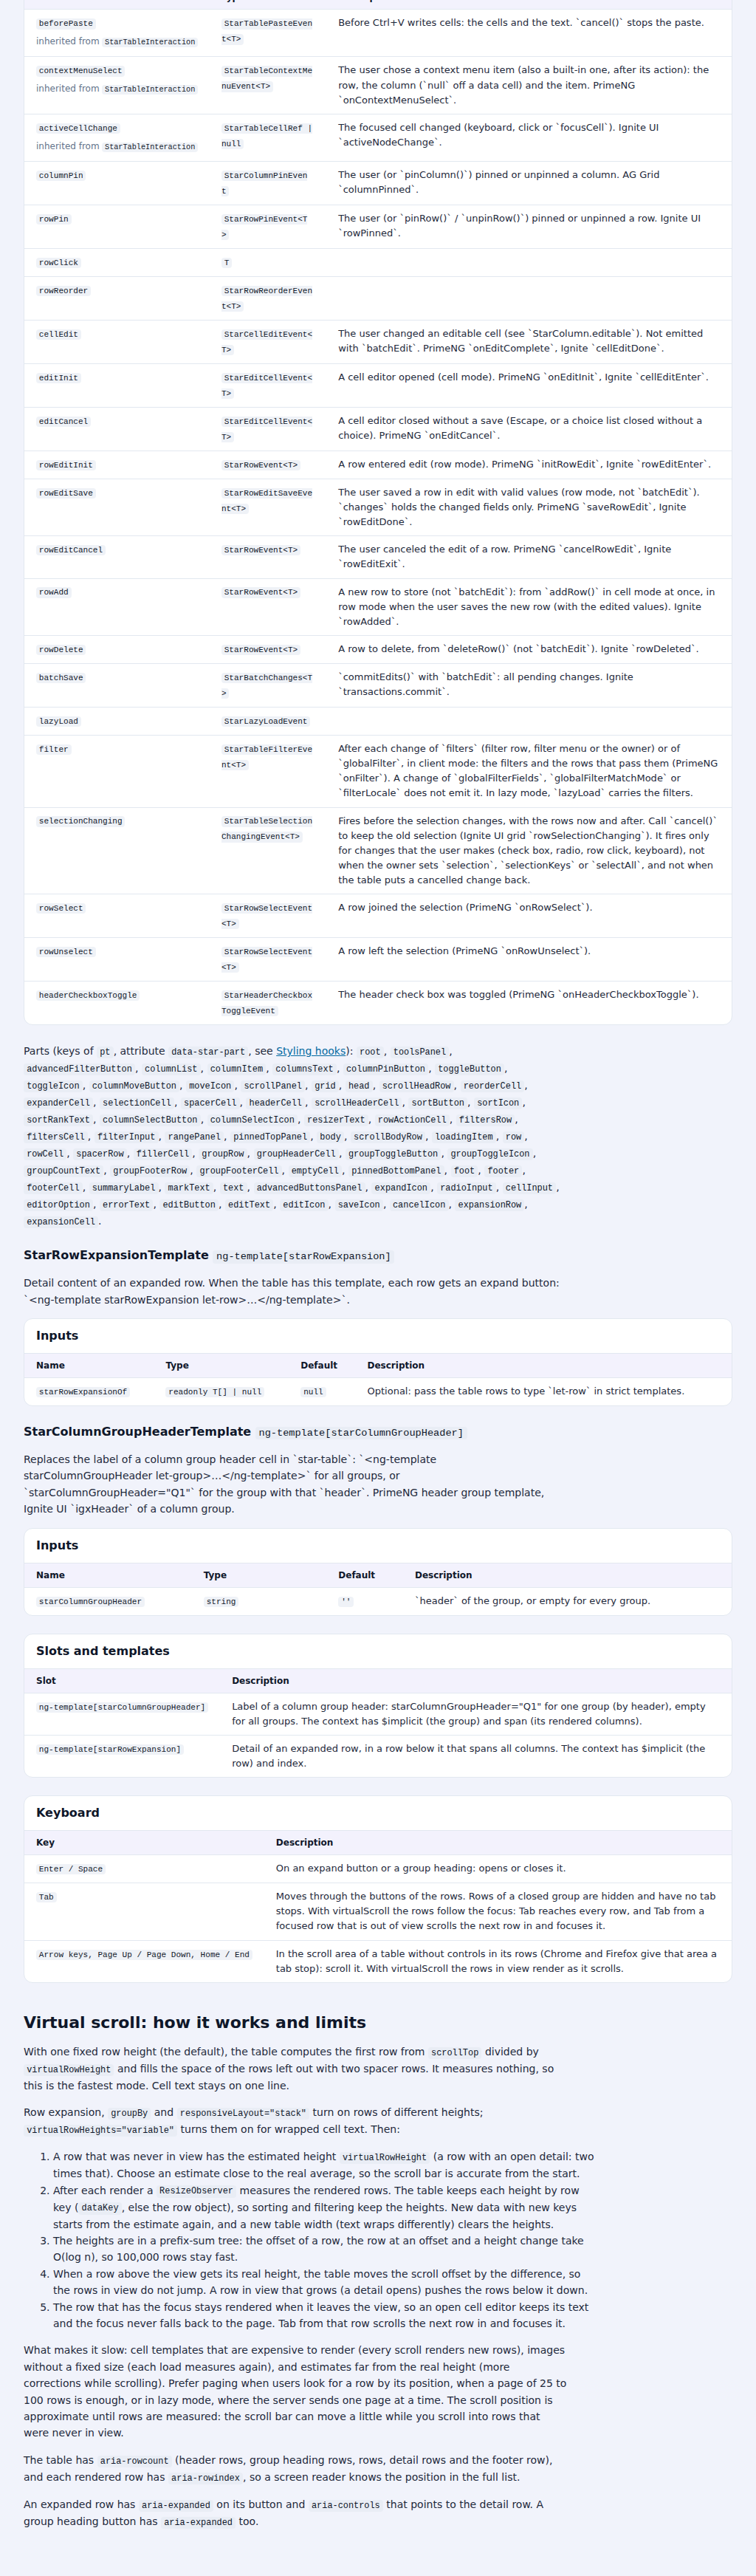 beforePaste
inherited from StarTableInteraction
StarTablePasteEven
t<T>
Before Ctrl+V writes cells: the cells and the text. `cancel()` stops the paste.
contextMenuSelect
inherited from StarTableInteraction
StarTableContextMe
nuEvent<T>
The user chose a context menu item (also a built-in one, after its action): the
row, the column (`null` off a data cell) and the item. PrimeNG
`onContextMenuSelect`.
activeCellChange
inherited from StarTableInteraction
StarTableCellRef |
null
The focused cell changed (keyboard, click or `focusCell`). Ignite UI
`activeNodeChange`.
columnPin
StarColumnPinEven
t
The user (or `pinColumn()`) pinned or unpinned a column. AG Grid
`columnPinned`.
rowPin
StarRowPinEvent<T
>
The user (or `pinRow()` / `unpinRow()`) pinned or unpinned a row. Ignite UI
`rowPinned`.
rowClick
T
rowReorder
StarRowReorderEven
t<T>
cellEdit
StarCellEditEvent<
T>
The user changed an editable cell (see `StarColumn.editable`). Not emitted
with `batchEdit`. PrimeNG `onEditComplete`, Ignite `cellEditDone`.
editInit
StarEditCellEvent<
T>
A cell editor opened (cell mode). PrimeNG `onEditInit`, Ignite `cellEditEnter`.
editCancel
StarEditCellEvent<
T>
A cell editor closed without a save (Escape, or a choice list closed without a
choice). PrimeNG `onEditCancel`.
rowEditInit
StarRowEvent<T>
A row entered edit (row mode). PrimeNG `initRowEdit`, Ignite `rowEditEnter`.
rowEditSave
StarRowEditSaveEve
nt<T>
The user saved a row in edit with valid values (row mode, not `batchEdit`).
`changes` holds the changed fields only. PrimeNG `saveRowEdit`, Ignite
`rowEditDone`.
rowEditCancel
StarRowEvent<T>
The user canceled the edit of a row. PrimeNG `cancelRowEdit`, Ignite
`rowEditExit`.
rowAdd
StarRowEvent<T>
A new row to store (not `batchEdit`): from `addRow()` in cell mode at once, in
row mode when the user saves the new row (with the edited values). Ignite
`rowAdded`.
rowDelete
StarRowEvent<T>
A row to delete, from `deleteRow()` (not `batchEdit`). Ignite `rowDeleted`.
batchSave
StarBatchChanges<T
>
`commitEdits()` with `batchEdit`: all pending changes. Ignite
`transactions.commit`.
lazyLoad
StarLazyLoadEvent
filter
StarTableFilterEve
nt<T>
After each change of `filters` (filter row, filter menu or the owner) or of
`globalFilter`, in client mode: the filters and the rows that pass them (PrimeNG
`onFilter`). A change of `globalFilterFields`, `globalFilterMatchMode` or
`filterLocale` does not emit it. In lazy mode, `lazyLoad` carries the filters.
selectionChanging
StarTableSelection
ChangingEvent<T>
Fires before the selection changes, with the rows now and after. Call `cancel()`
to keep the old selection (Ignite UI grid `rowSelectionChanging`). It fires only
for changes that the user makes (check box, radio, row click, keyboard), not
when the owner sets `selection`, `selectionKeys` or `selectAll`, and not when
the table puts a cancelled change back.
rowSelect
StarRowSelectEvent
<T>
A row joined the selection (PrimeNG `onRowSelect`).
rowUnselect
StarRowSelectEvent
<T>
A row left the selection (PrimeNG `onRowUnselect`).
headerCheckboxToggle
StarHeaderCheckbox
ToggleEvent
The header check box was toggled (PrimeNG `onHeaderCheckboxToggle`).
Parts (keys of pt, attribute data-star-part, see Styling hooks): root, toolsPanel,
advancedFilterButton, columnList, columnItem, columnsText, columnPinButton, toggleButton,
toggleIcon, columnMoveButton, moveIcon, scrollPanel, grid, head, scrollHeadRow, reorderCell,
expanderCell, selectionCell, spacerCell, headerCell, scrollHeaderCell, sortButton, sortIcon,
sortRankText, columnSelectButton, columnSelectIcon, resizerText, rowActionCell, filtersRow,
filtersCell, filterInput, rangePanel, pinnedTopPanel, body, scrollBodyRow, loadingItem, row,
rowCell, spacerRow, fillerCell, groupRow, groupHeaderCell, groupToggleButton, groupToggleIcon,
groupCountText, groupFooterRow, groupFooterCell, emptyCell, pinnedBottomPanel, foot, footer,
footerCell, summaryLabel, markText, text, advancedButtonsPanel, expandIcon, radioInput, cellInput,
editorOption, errorText, editButton, editText, editIcon, saveIcon, cancelIcon, expansionRow,
expansionCell.
StarRowExpansionTemplate ng-template[starRowExpansion]
Detail content of an expanded row. When the table has this template, each row gets an expand button:
`<ng-template starRowExpansion let-row>…</ng-template>`.
Inputs
Name Type Default Description
starRowExpansionOf readonly T[] | null null Optional: pass the table rows to type `let-row` in strict templates.
StarColumnGroupHeaderTemplate ng-template[starColumnGroupHeader]
Replaces the label of a column group header cell in `star-table`: `<ng-template
starColumnGroupHeader let-group>…</ng-template>` for all groups, or
`starColumnGroupHeader="Q1"` for the group with that `header`. PrimeNG header group template,
Ignite UI `igxHeader` of a column group.
Inputs
Name Type Default Description
starColumnGroupHeader string '' `header` of the group, or empty for every group.
Slots and templates
Slot Description
ng-template[starColumnGroupHeader]
Label of a column group header: starColumnGroupHeader="Q1" for one group (by header), empty
for all groups. The context has $implicit (the group) and span (its rendered columns).
ng-template[starRowExpansion]
Detail of an expanded row, in a row below it that spans all columns. The context has $implicit (the
row) and index.
Keyboard
Key Description
Enter / Space On an expand button or a group heading: opens or closes it.
Tab
Moves through the buttons of the rows. Rows of a closed group are hidden and have no tab
stops. With virtualScroll the rows follow the focus: Tab reaches every row, and Tab from a
focused row that is out of view scrolls the next row in and focuses it.
Arrow keys, Page Up / Page Down, Home / End
In the scroll area of a table without controls in its rows (Chrome and Firefox give that area a
tab stop): scroll it. With virtualScroll the rows in view render as it scrolls.
Virtual scroll: how it works and limits
With one fixed row height (the default), the table computes the first row from scrollTop divided by
virtualRowHeight and fills the space of the rows left out with two spacer rows. It measures nothing, so
this is the fastest mode. Cell text stays on one line.
Row expansion, groupBy and responsiveLayout="stack" turn on rows of different heights;
virtualRowHeights="variable" turns them on for wrapped cell text. Then:
1. A row that was never in view has the estimated height virtualRowHeight (a row with an open detail: two
times that). Choose an estimate close to the real average, so the scroll bar is accurate from the start.
2. After each render a ResizeObserver measures the rendered rows. The table keeps each height by row
key (dataKey, else the row object), so sorting and filtering keep the heights. New data with new keys
starts from the estimate again, and a new table width (text wraps differently) clears the heights.
3. The heights are in a prefix-sum tree: the offset of a row, the row at an offset and a height change take
O(log n), so 100,000 rows stay fast.
4. When a row above the view gets its real height, the table moves the scroll offset by the difference, so
the rows in view do not jump. A row in view that grows (a detail opens) pushes the rows below it down.
5. The row that has the focus stays rendered when it leaves the view, so an open cell editor keeps its text
and the focus never falls back to the page. Tab from that row scrolls the next row in and focuses it.
What makes it slow: cell templates that are expensive to render (every scroll renders new rows), images
without a fixed size (each load measures again), and estimates far from the real height (more
corrections while scrolling). Prefer paging when users look for a row by its position, when a page of 25 to
100 rows is enough, or in lazy mode, where the server sends one page at a time. The scroll position is
approximate until rows are measured: the scroll bar can move a little while you scroll into rows that
were never in view.
The table has aria-rowcount (header rows, group heading rows, rows, detail rows and the footer row),
and each rendered row has aria-rowindex, so a screen reader knows the position in the full list.
An expanded row has aria-expanded on its button and aria-controls that points to the detail row. A
group heading button has aria-expanded too.